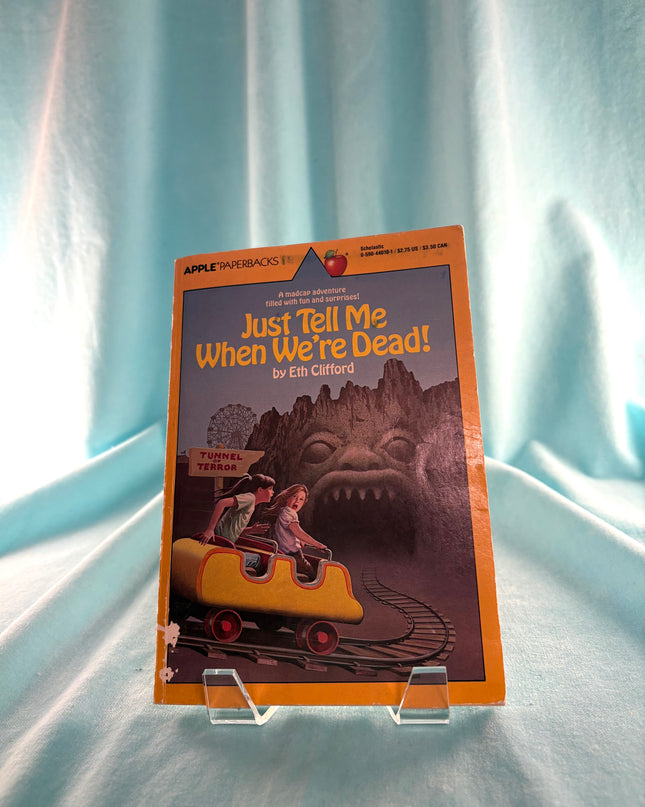 APPLE® PAPERBACKS
Scholastic
0-590-44010-1 / $2.75 US / $3.50 CAN
A madcap adventure
filled with fun and surprises!
Just Tell Me
When We're Dead!
by Eth Clifford
TUNNEL
OF
TERROR